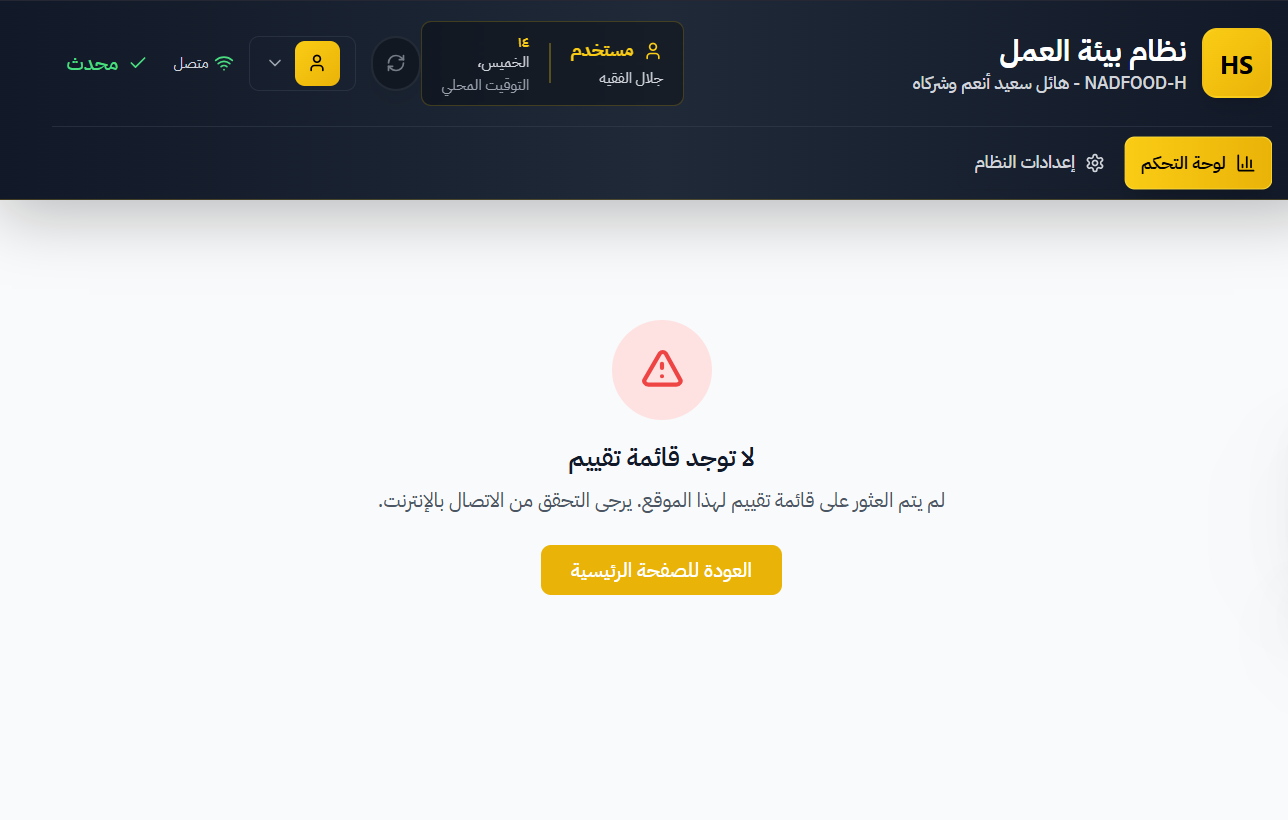 HS
نظام بيئة العمل
NADFOOD-H - هائل سعيد أنعم وشركاه
مستخدم
جلال الفقيه
١٤
الخميس،
التوقيت المحلي
متصل
محدث
لوحة التحكم
إعدادات النظام
لا توجد قائمة تقييم
لم يتم العثور على قائمة تقييم لهذا الموقع. يرجى التحقق من الاتصال بالإنترنت.
العودة للصفحة الرئيسية